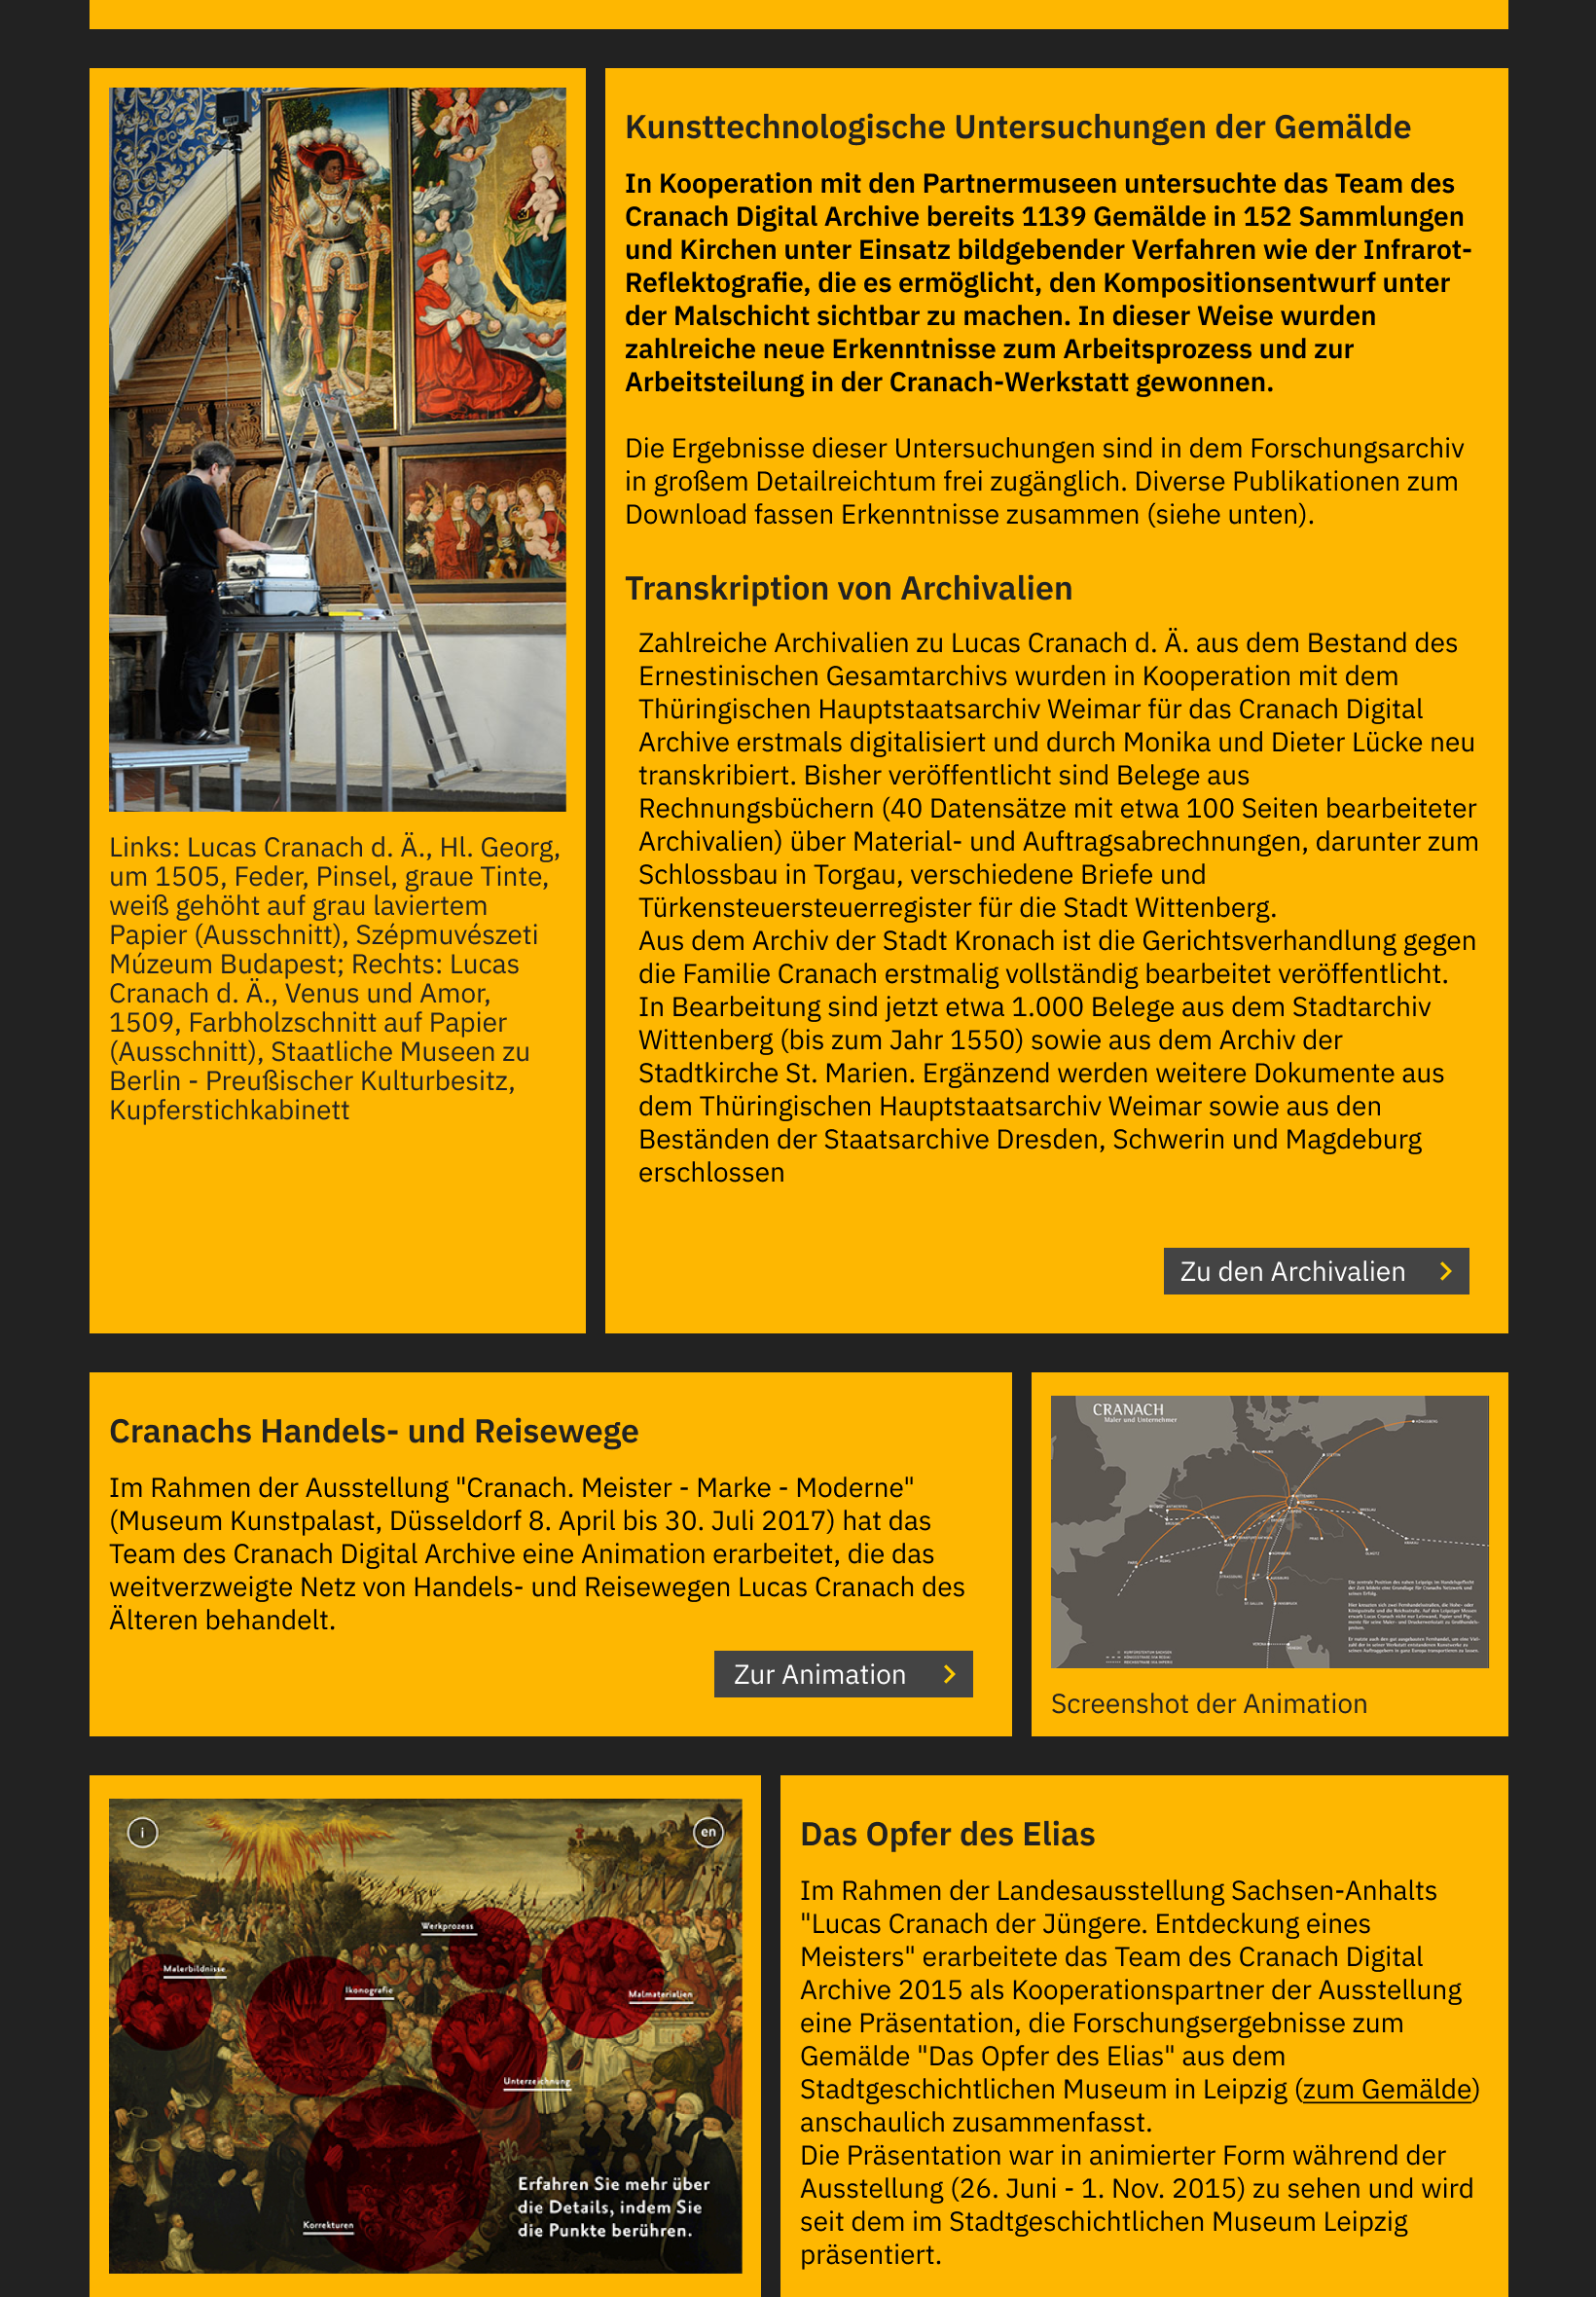 Links: Lucas Cranach d. Ä., Hl. Georg,
um 1505, Feder, Pinsel, graue Tinte,
weiß gehöht auf grau laviertem
Papier (Ausschnitt), Szépmuvészeti
Múzeum Budapest; Rechts: Lucas
Cranach d. Ä., Venus und Amor,
1509, Farbholzschnitt auf Papier
(Ausschnitt), Staatliche Museen zu
Berlin - Preußischer Kulturbesitz,
Kupferstichkabinett
Kunsttechnologische Untersuchungen der Gemälde
In Kooperation mit den Partnermuseen untersuchte das Team des
Cranach Digital Archive bereits 1139 Gemälde in 152 Sammlungen
und Kirchen unter Einsatz bildgebender Verfahren wie der Infrarot-
Reflektografie, die es ermöglicht, den Kompositionsentwurf unter
der Malschicht sichtbar zu machen. In dieser Weise wurden
zahlreiche neue Erkenntnisse zum Arbeitsprozess und zur
Arbeitsteilung in der Cranach-Werkstatt gewonnen.
Die Ergebnisse dieser Untersuchungen sind in dem Forschungsarchiv
in großem Detailreichtum frei zugänglich. Diverse Publikationen zum
Download fassen Erkenntnisse zusammen (siehe unten).
Transkription von Archivalien
Zahlreiche Archivalien zu Lucas Cranach d. Ä. aus dem Bestand des
Ernestinischen Gesamtarchivs wurden in Kooperation mit dem
Thüringischen Hauptstaatsarchiv Weimar für das Cranach Digital
Archive erstmals digitalisiert und durch Monika und Dieter Lücke neu
transkribiert. Bisher veröffentlicht sind Belege aus
Rechnungsbüchern (40 Datensätze mit etwa 100 Seiten bearbeiteter
Archivalien) über Material- und Auftragsabrechnungen, darunter zum
Schlossbau in Torgau, verschiedene Briefe und
Türkensteuersteuerregister für die Stadt Wittenberg.
Aus dem Archiv der Stadt Kronach ist die Gerichtsverhandlung gegen
die Familie Cranach erstmalig vollständig bearbeitet veröffentlicht.
In Bearbeitung sind jetzt etwa 1.000 Belege aus dem Stadtarchiv
Wittenberg (bis zum Jahr 1550) sowie aus dem Archiv der
Stadtkirche St. Marien. Ergänzend werden weitere Dokumente aus
dem Thüringischen Hauptstaatsarchiv Weimar sowie aus den
Beständen der Staatsarchive Dresden, Schwerin und Magdeburg
erschlossen
Zu den Archivalien
Cranachs Handels- und Reisewege
Im Rahmen der Ausstellung "Cranach. Meister - Marke - Moderne"
(Museum Kunstpalast, Düsseldorf 8. April bis 30. Juli 2017) hat das
Team des Cranach Digital Archive eine Animation erarbeitet, die das
weitverzweigte Netz von Handels- und Reisewegen Lucas Cranach des
Älteren behandelt.
Zur Animation
CRANACH
Maler und Unternehmer
Screenshot der Animation
i
en
Werkprozess
Malerbildnisse
Ikonografie
Malmaterialien
Unterzeichnung
Korrekturen
Erfahren Sie mehr über
die Details, indem Sie
die Punkte berühren.
Das Opfer des Elias
Im Rahmen der Landesausstellung Sachsen-Anhalts
"Lucas Cranach der Jüngere. Entdeckung eines
Meisters" erarbeitete das Team des Cranach Digital
Archive 2015 als Kooperationspartner der Ausstellung
eine Präsentation, die Forschungsergebnisse zum
Gemälde "Das Opfer des Elias" aus dem
Stadtgeschichtlichen Museum in Leipzig (zum Gemälde)
anschaulich zusammenfasst.
Die Präsentation war in animierter Form während der
Ausstellung (26. Juni - 1. Nov. 2015) zu sehen und wird
seit dem im Stadtgeschichtlichen Museum Leipzig
präsentiert.